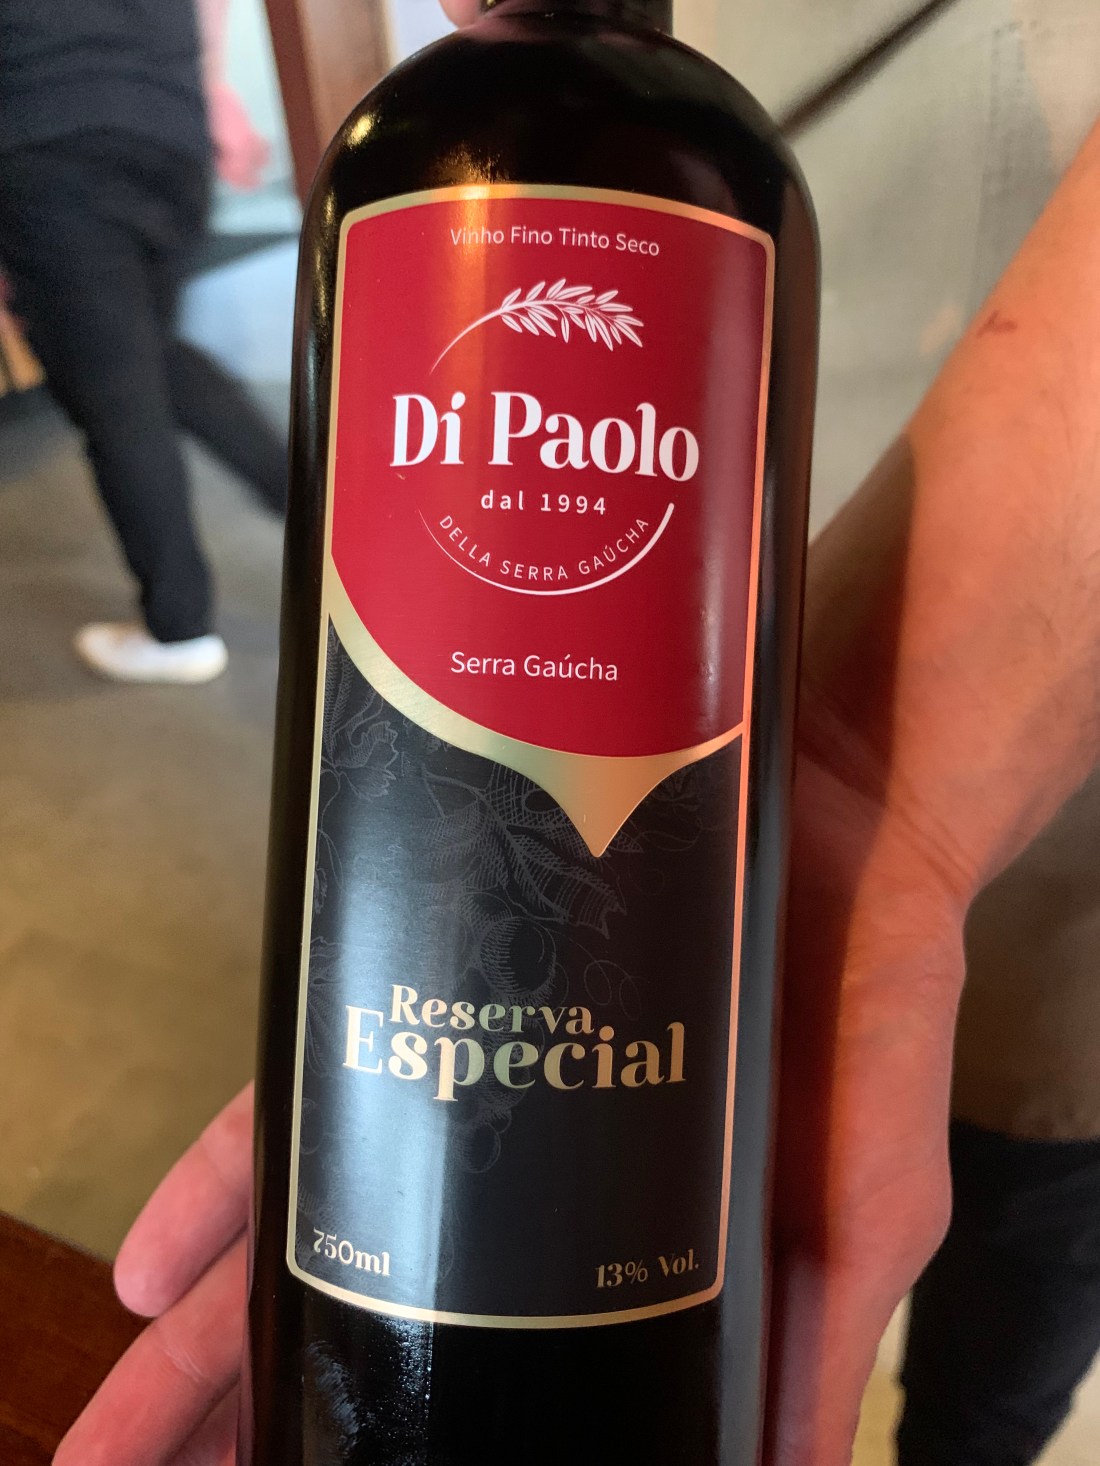 Vinho Fino Tinto Seco
Di Paolo
dal 1994
DELLA SERRA GAÚCHA
Serra Gaúcha
Reserva
Especial
750ml
13% Vol.